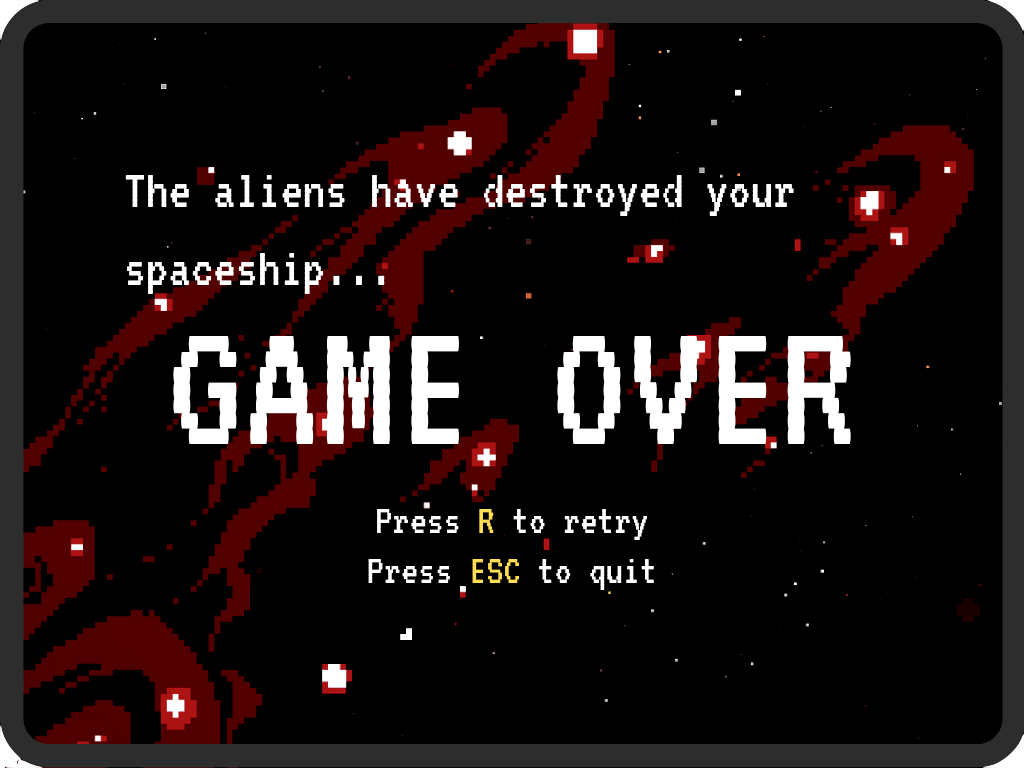 The aliens have destroyed your
spaceship...
GAME OVER
Press R to retry
Press ESC to quit